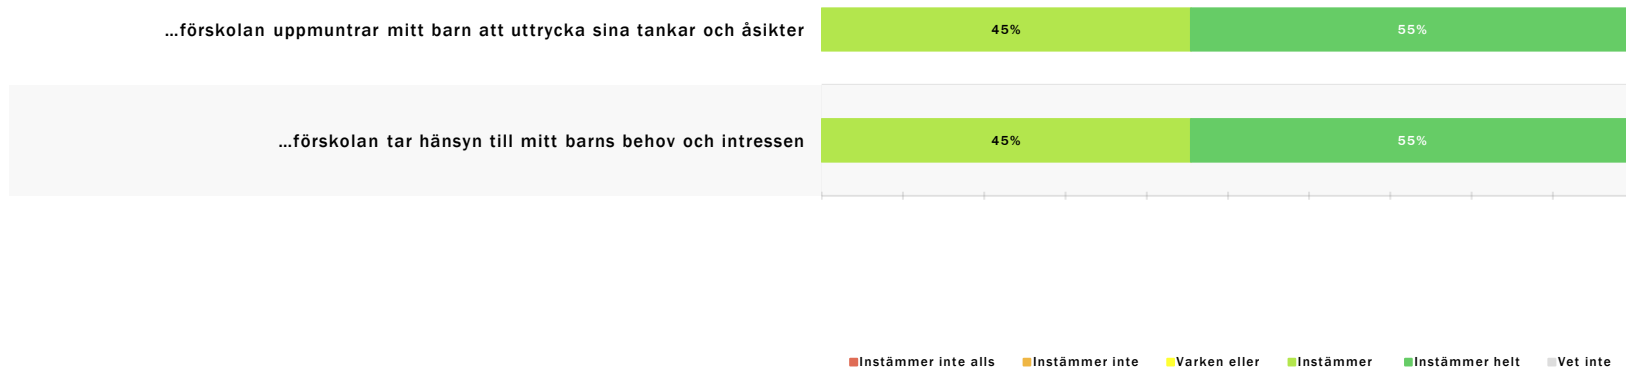 ...förskolan uppmuntrar mitt barn att uttrycka sina tankar och åsikter 45% 55%
...förskolan tar hänsyn till mitt barns behov och intressen 45% 55%
Instämmer inte alls Instämmer inte Varken eller Instämmer Instämmer helt Vet inte